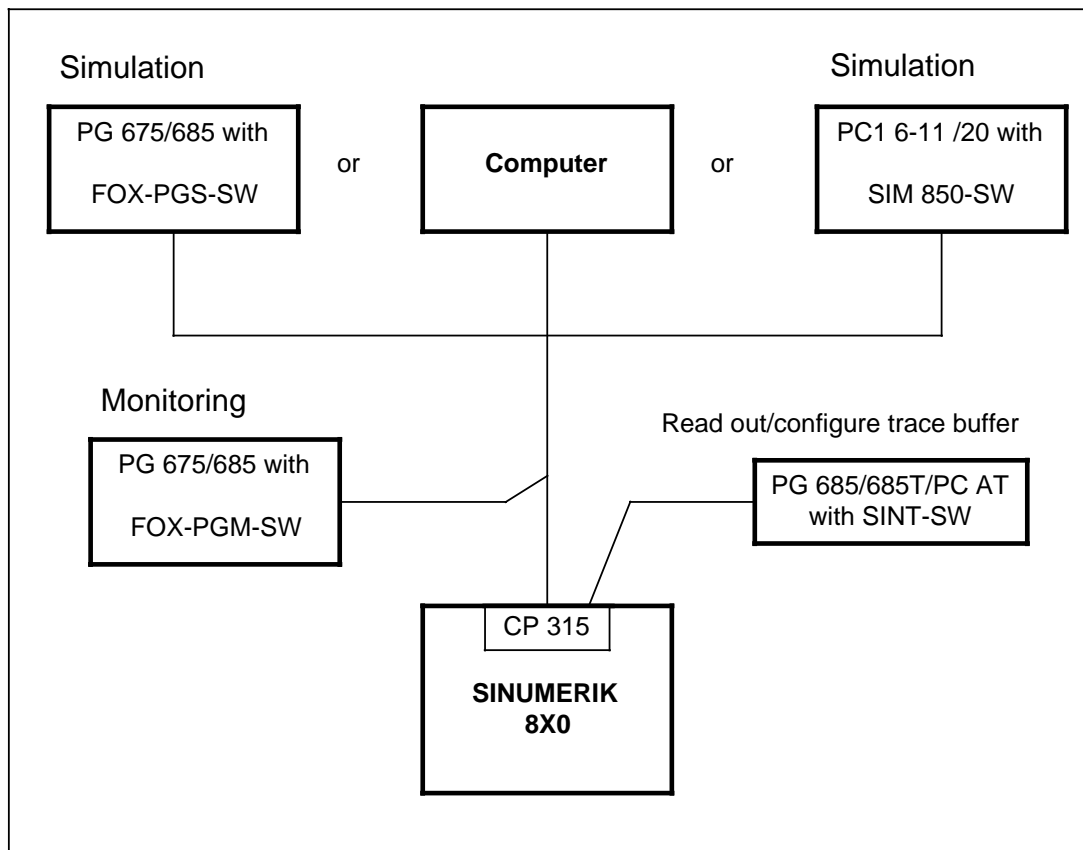 Simulation
Simulation
PG 675/685 with
FOX-PGS-SW
or
Computer
or
PC1 6-11 /20 with
SIM 850-SW
Monitoring
PG 675/685 with
FOX-PGM-SW
Read out/configure trace buffer
PG 685/685T/PC AT
with SINT-SW
CP 315
SINUMERIK
8X0